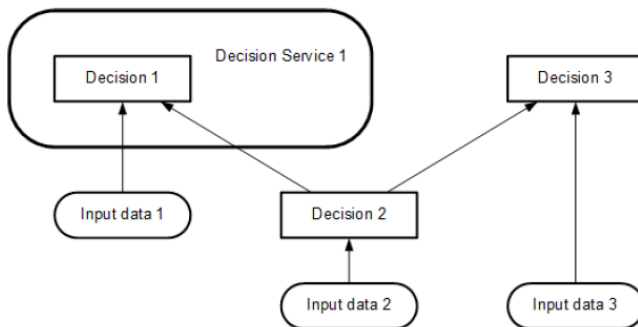 Decision Service 1
Decision 1
Decision 3
Input data 1
Decision 2
Input data 2
Input data 3